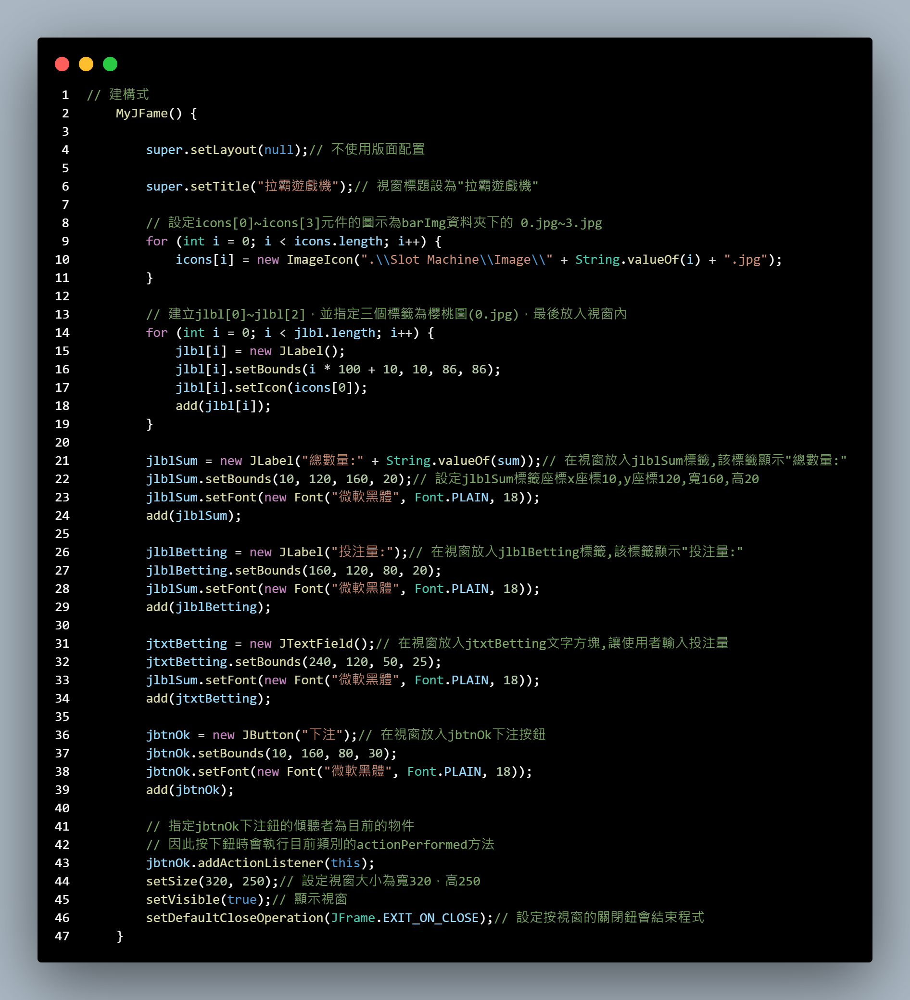 1 // 建構式
2     MyJFame() {
3
4         super.setLayout(null);// 不使用版面配置
5
6         super.setTitle("拉霸遊戲機");// 視窗標題設為"拉霸遊戲機"
7
8         // 設定icons[0]~icons[3]元件的圖示為barImg資料夾下的 0.jpg~3.jpg
9         for (int i = 0; i < icons.length; i++) {
10             icons[i] = new ImageIcon(".\\Slot Machine\\Image\\" + String.valueOf(i) + ".jpg");
11         }
12
13         // 建立jlbl[0]~jlbl[2]，並指定三個標籤為櫻桃圖(0.jpg)，最後放入視窗內
14         for (int i = 0; i < jlbl.length; i++) {
15             jlbl[i] = new JLabel();
16             jlbl[i].setBounds(i * 100 + 10, 10, 86, 86);
17             jlbl[i].setIcon(icons[0]);
18             add(jlbl[i]);
19         }
20
21         jlblSum = new JLabel("總數量:" + String.valueOf(sum));// 在視窗放入jlblSum標籤,該標籤顯示"總數量:"
22         jlblSum.setBounds(10, 120, 160, 20);// 設定jlblSum標籤座標x座標10,y座標120,寬160,高20
23         jlblSum.setFont(new Font("微軟黑體", Font.PLAIN, 18));
24         add(jlblSum);
25
26         jlblBetting = new JLabel("投注量:");// 在視窗放入jlblBetting標籤,該標籤顯示"投注量:"
27         jlblBetting.setBounds(160, 120, 80, 20);
28         jlblSum.setFont(new Font("微軟黑體", Font.PLAIN, 18));
29         add(jlblBetting);
30
31         jtxtBetting = new JTextField();// 在視窗放入jtxtBetting文字方塊,讓使用者輸入投注量
32         jtxtBetting.setBounds(240, 120, 50, 25);
33         jlblSum.setFont(new Font("微軟黑體", Font.PLAIN, 18));
34         add(jtxtBetting);
35
36         jbtnOk = new JButton("下注");// 在視窗放入jbtnOk下注按鈕
37         jbtnOk.setBounds(10, 160, 80, 30);
38         jbtnOk.setFont(new Font("微軟黑體", Font.PLAIN, 18));
39         add(jbtnOk);
40
41         // 指定jbtnOk下注鈕的傾聽者為目前的物件
42         // 因此按下鈕時會執行目前類別的actionPerformed方法
43         jbtnOk.addActionListener(this);
44         setSize(320, 250);// 設定視窗大小為寬320，高250
45         setVisible(true);// 顯示視窗
46         setDefaultCloseOperation(JFrame.EXIT_ON_CLOSE);// 設定按視窗的關閉鈕會結束程式
47     }